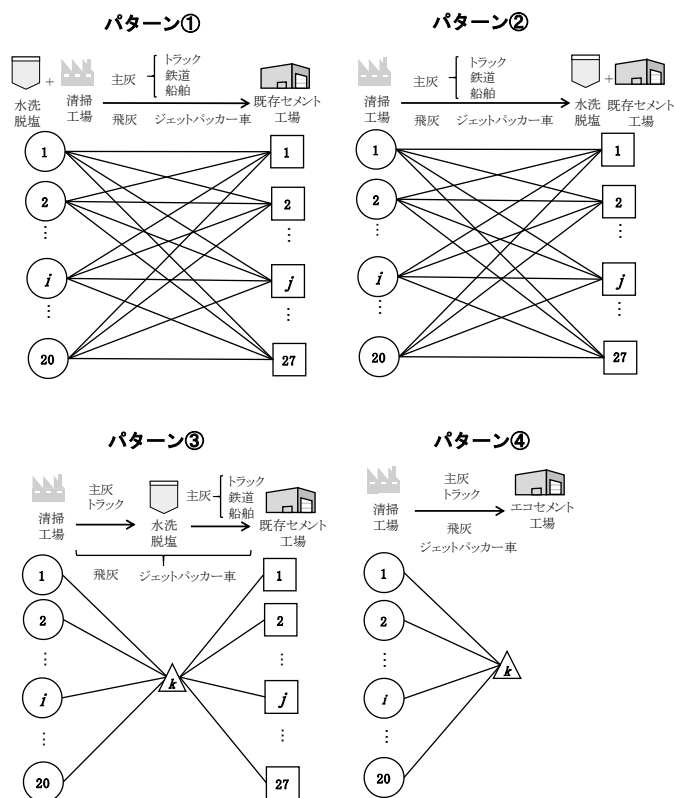 パターン①
水洗
脱塩
+
清掃
工場
主灰
トラック
鉄道
船舶
飛灰 ジェットパッカー車
既存セメント
工場
1
2
⋮
i
⋮
20
1
2
⋮
j
⋮
27
パターン②
清掃
工場
主灰
トラック
鉄道
船舶
飛灰 ジェットパッカー車
水洗
脱塩
+
既存セメント
工場
1
2
⋮
i
⋮
20
1
2
⋮
j
⋮
27
パターン③
清掃
工場
主灰
トラック
水洗
脱塩
主灰
トラック
鉄道
船舶
既存セメント
工場
飛灰 ジェットパッカー車
1
2
⋮
i
⋮
20
k
1
2
⋮
j
⋮
27
パターン④
清掃
工場
主灰
トラック
飛灰
ジェットパッカー車
エコセメント
工場
1
2
⋮
i
⋮
20
k